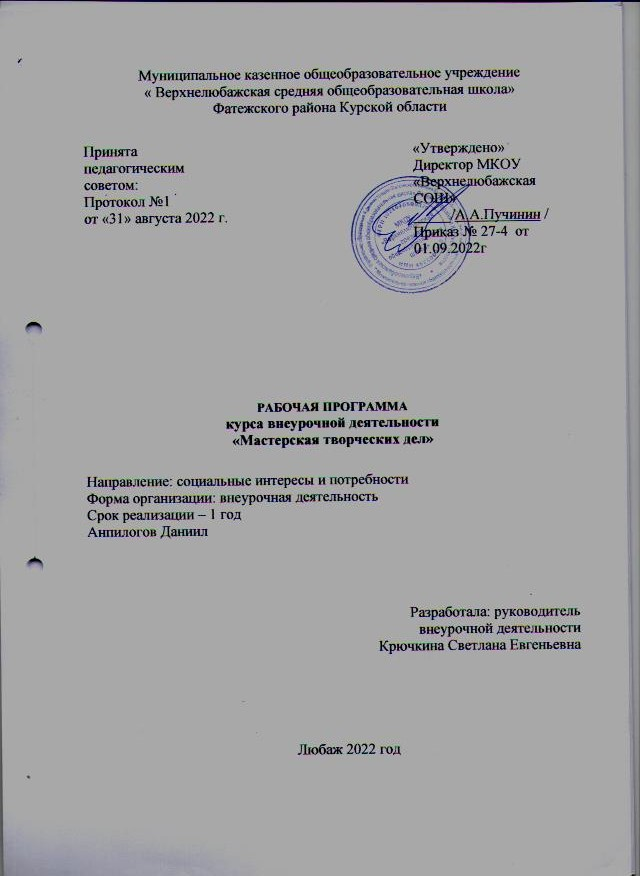 Муниципальное казенное общеобразовательное учреждение
« Верхнелюбажская средняя общеобразовательная школа»
Фатежского района Курской области
Принята
педагогическим
советом:
Протокол №1
от «31» августа 2022 г.
«Утверждено»
Директор МКОУ
«Верхнелюбажская
СОШ»
/А.А.Пучинин /
Приказ № 27-4 от
01.09.2022г
РАБОЧАЯ ПРОГРАММА
курса внеурочной деятельности
«Мастерская творческих дел»
Направление: социальные интересы и потребности
Форма организации: внеурочная деятельность
Срок реализации – 1 год
Анпилогов Даниил
Разработала: руководитель
внеурочной деятельности
Крючкина Светлана Евгеньевна
Любаж 2022 год